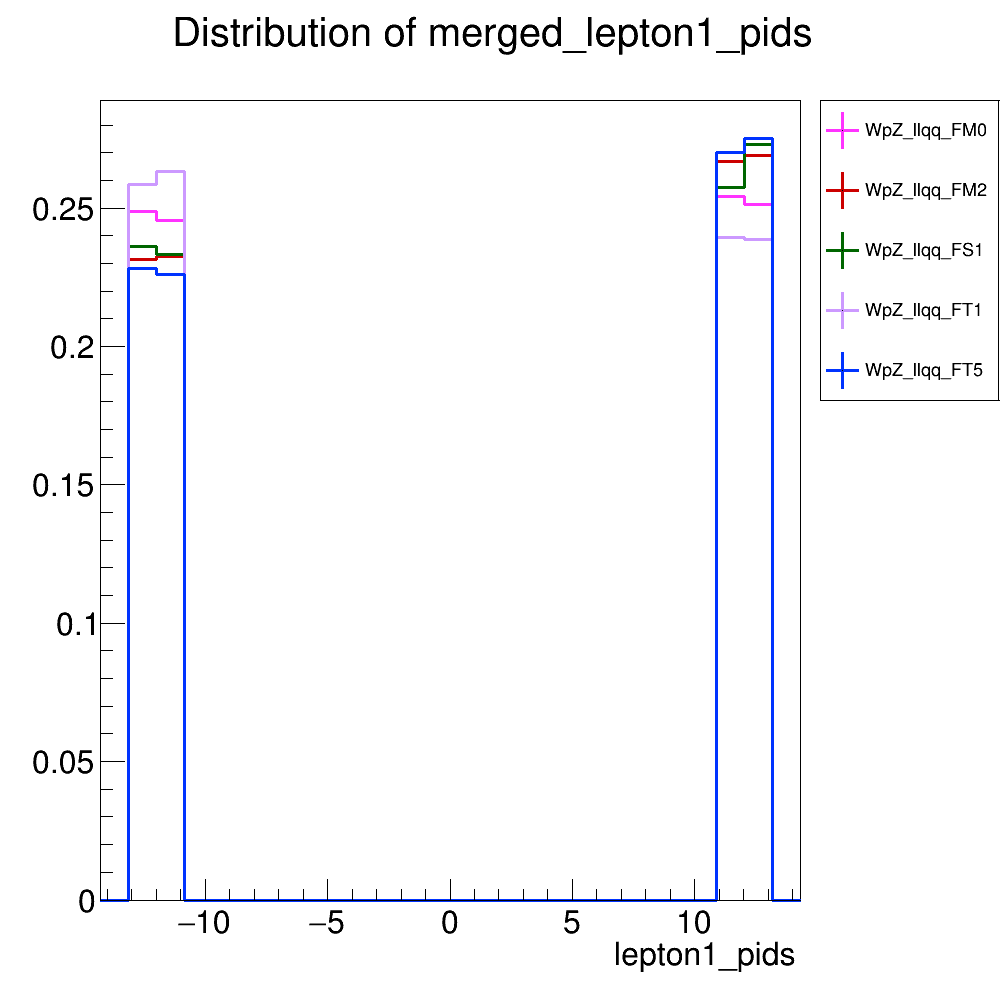 Distribution of merged_lepton1_pids
WpZ_llqq_FM0
WpZ_llqq_FM2
WpZ_llqq_FS1
WpZ_llqq_FT1
WpZ_llqq_FT5
0.25
0.2
0.15
0.1
0.05
0
−10 −5 0 5 10
lepton1_pids